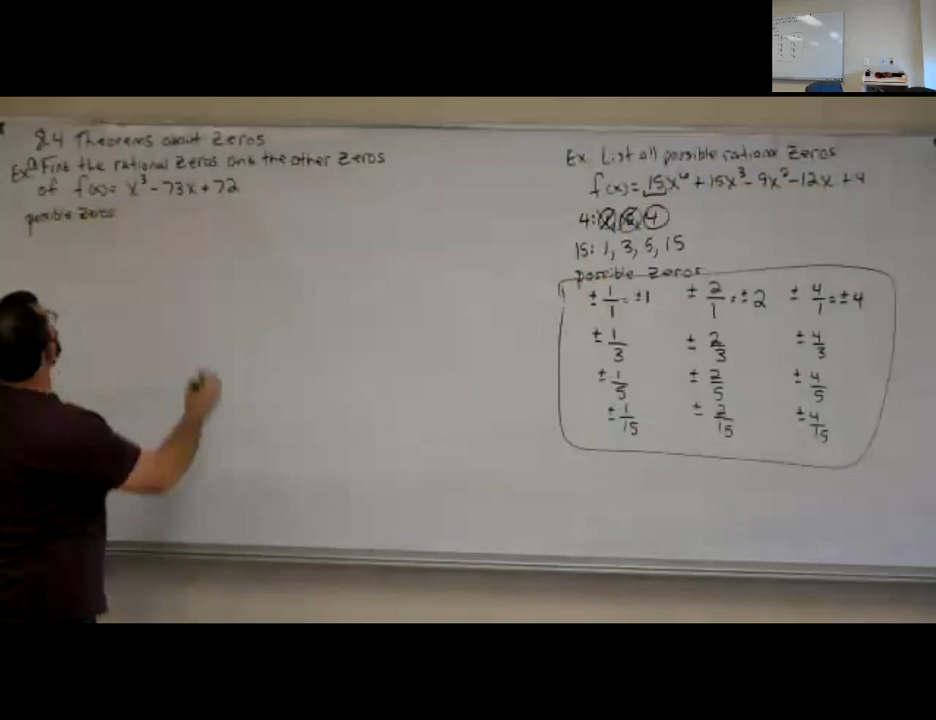 8.4 Theorems about Zeros
Ex Find the rational zeros and the other zeros
of f(x)= x³ - 73x + 72
possible zeros
Ex. List all possible rational zeros
f(x)= 15x⁶ + 15x³ - 9x² - 12x + 4
4: 1, 2, 4
15: 1, 3, 5, 15
possible zeros
± 1/1 = ±1 ± 2/1 = ±2 ± 4/1 = ±4
± 1/3 ± 2/3 ± 4/3
± 1/5 ± 2/5 ± 4/5
± 1/15 ± 2/15 ± 4/15